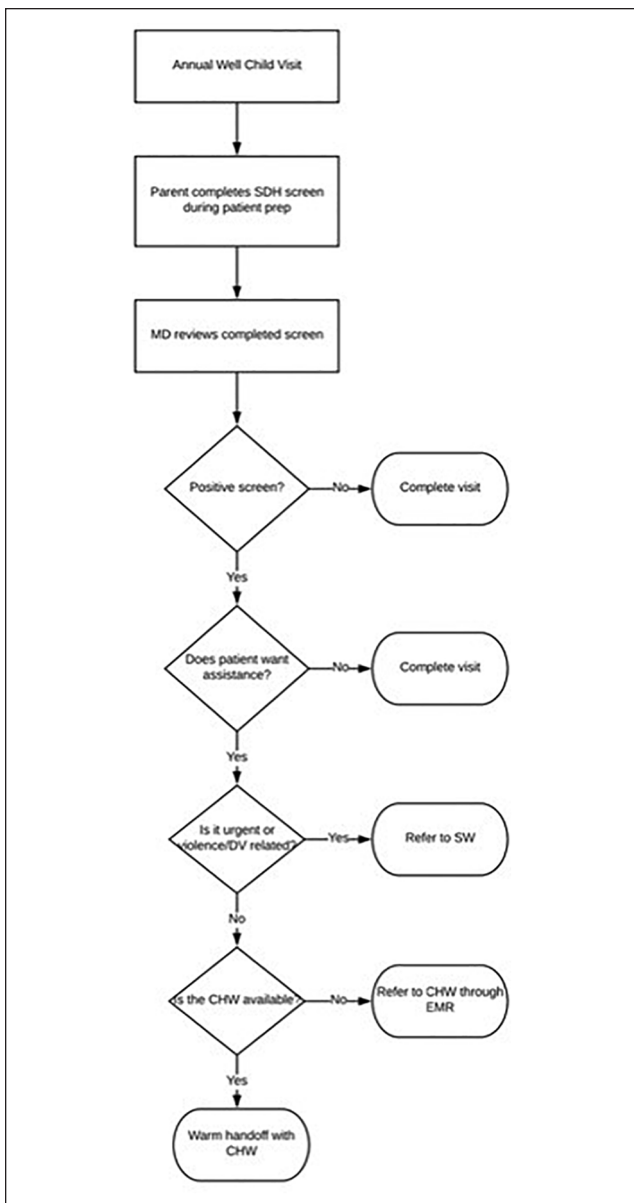 Annual Well Child Visit
Parent completes SDH screen
during patient prep
MD reviews completed screen
Positive screen?
No
Complete visit
Yes
Does patient want
assistance?
No
Complete visit
Yes
Is it urgent or
violence/DV related?
Yes
Refer to SW
No
Is the CHW available?
No
Refer to CHW through
EMR
Yes
Warm handoff with
CHW